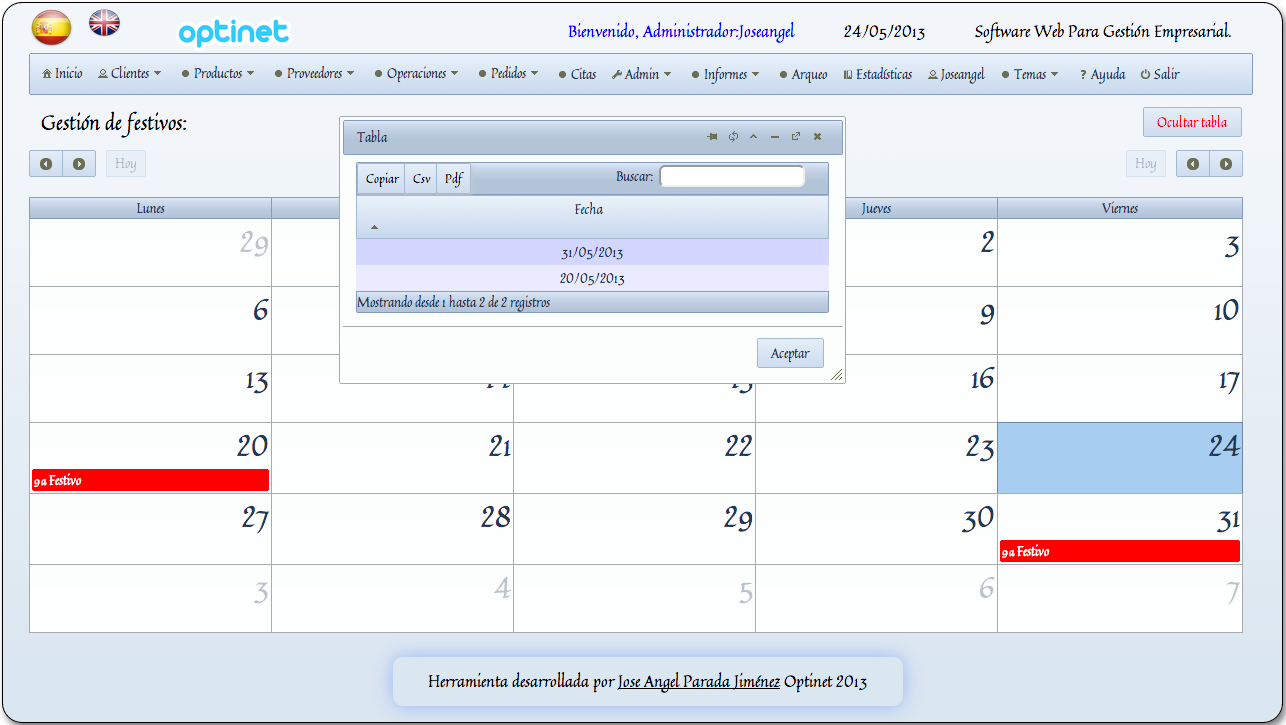 optinet
Bienvenido, Administrador:Joseangel
24/05/2013
Software Web Para Gestión Empresarial.
Inicio Clientes Productos Proveedores Operaciones Pedidos Citas Admin Informes Arqueo Estadísticas Joseangel Temas ? Ayuda Salir
Gestión de festivos:
Ocultar tabla
Hoy
Hoy
Tabla
Copiar Csv Pdf Buscar:
Fecha
31/05/2013
20/05/2013
Mostrando desde 1 hasta 2 de 2 registros
Aceptar
Lunes Jueves Viernes
29 2 3
6 9 10
13 14 15 16 17
20 21 22 23 24
9a Festivo
27 28 29 30 31
9a Festivo
3 4 5 6 7
Herramienta desarrollada por Jose Angel Parada Jiménez Optinet 2013